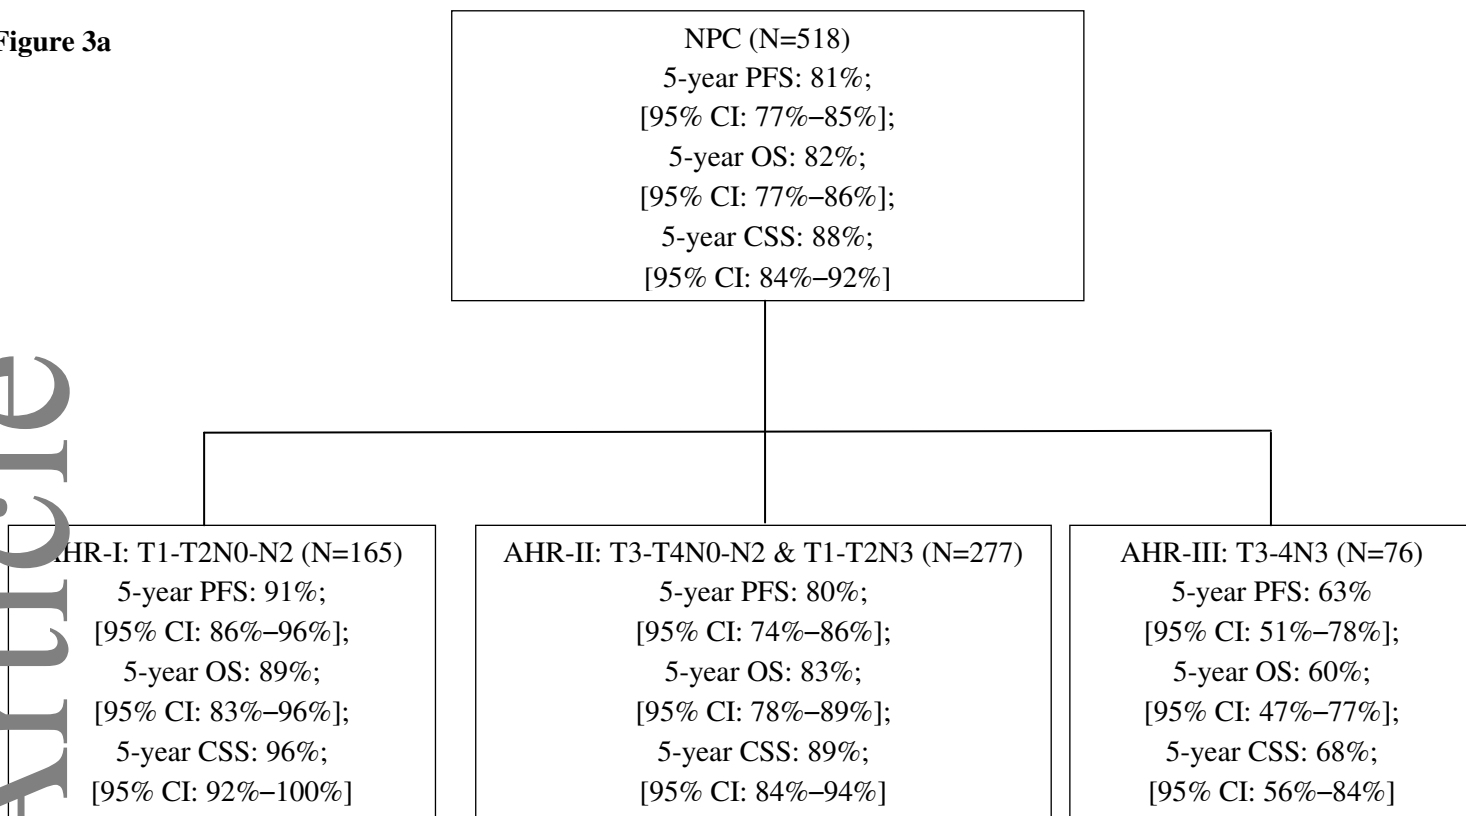 Figure 3a
NPC (N=518)
5-year PFS: 81%;
[95% CI: 77%–85%];
5-year OS: 82%;
[95% CI: 77%–86%];
5-year CSS: 88%;
[95% CI: 84%–92%]
AHR-I: T1-T2N0-N2 (N=165)
5-year PFS: 91%;
[95% CI: 86%–96%];
5-year OS: 89%;
[95% CI: 83%–96%];
5-year CSS: 96%;
[95% CI: 92%–100%]
AHR-II: T3-T4N0-N2 & T1-T2N3 (N=277)
5-year PFS: 80%;
[95% CI: 74%–86%];
5-year OS: 83%;
[95% CI: 78%–89%];
5-year CSS: 89%;
[95% CI: 84%–94%]
AHR-III: T3-4N3 (N=76)
5-year PFS: 63%
[95% CI: 51%–78%];
5-year OS: 60%;
[95% CI: 47%–77%];
5-year CSS: 68%;
[95% CI: 56%–84%]
Article